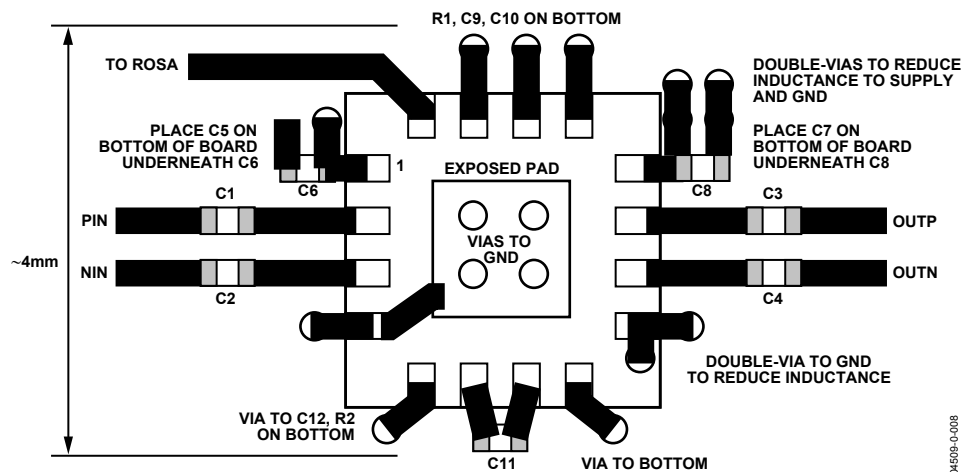 R1, C9, C10 ON BOTTOM
TO ROSA
DOUBLE-VIAS TO REDUCE
INDUCTANCE TO SUPPLY
AND GND
PLACE C5 ON
BOTTOM OF BOARD
UNDERNEATH C6
PLACE C7 ON
BOTTOM OF BOARD
UNDERNEATH C8
1
EXPOSED PAD
C6
C8
C1
C3
PIN
OUTP
VIAS TO
GND
~4mm
NIN
OUTN
C2
C4
DOUBLE-VIA TO GND
TO REDUCE INDUCTANCE
VIA TO C12, R2
ON BOTTOM
C11
VIA TO BOTTOM
04509-0-008